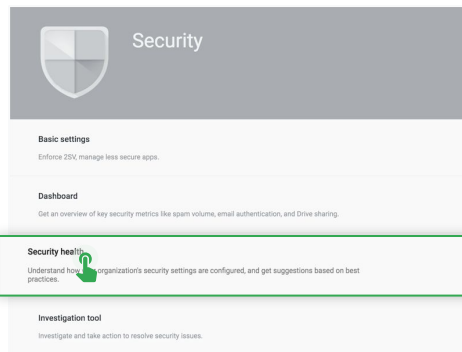 Security
Basic settings
Enforce 2SV, manage less secure apps.
Dashboard
Get an overview of key security metrics like spam volume, email authentication, and Drive sharing.
Security health
Understand how organization's security settings are configured, and get suggestions based on best
practices.
Investigation tool
Investigate and take action to resolve security issues.